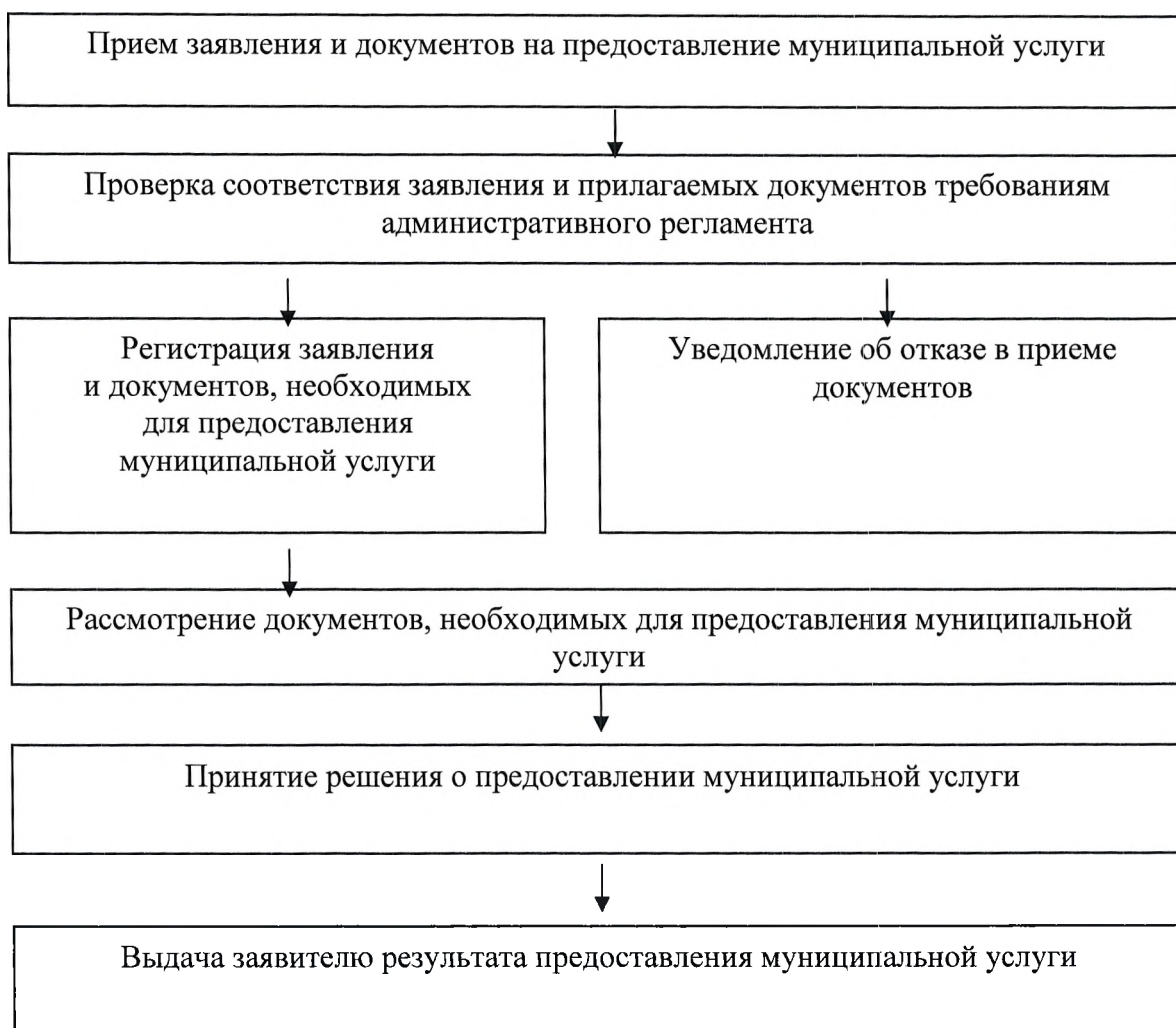 Прием заявления и документов на предоставление муниципальной услуги
Проверка соответствия заявления и прилагаемых документов требованиям
административного регламента
Регистрация заявления
и документов, необходимых
для предоставления
муниципальной услуги
Уведомление об отказе в приеме
документов
Рассмотрение документов, необходимых для предоставления муниципальной
услуги
Принятие решения о предоставлении муниципальной услуги
Выдача заявителю результата предоставления муниципальной услуги